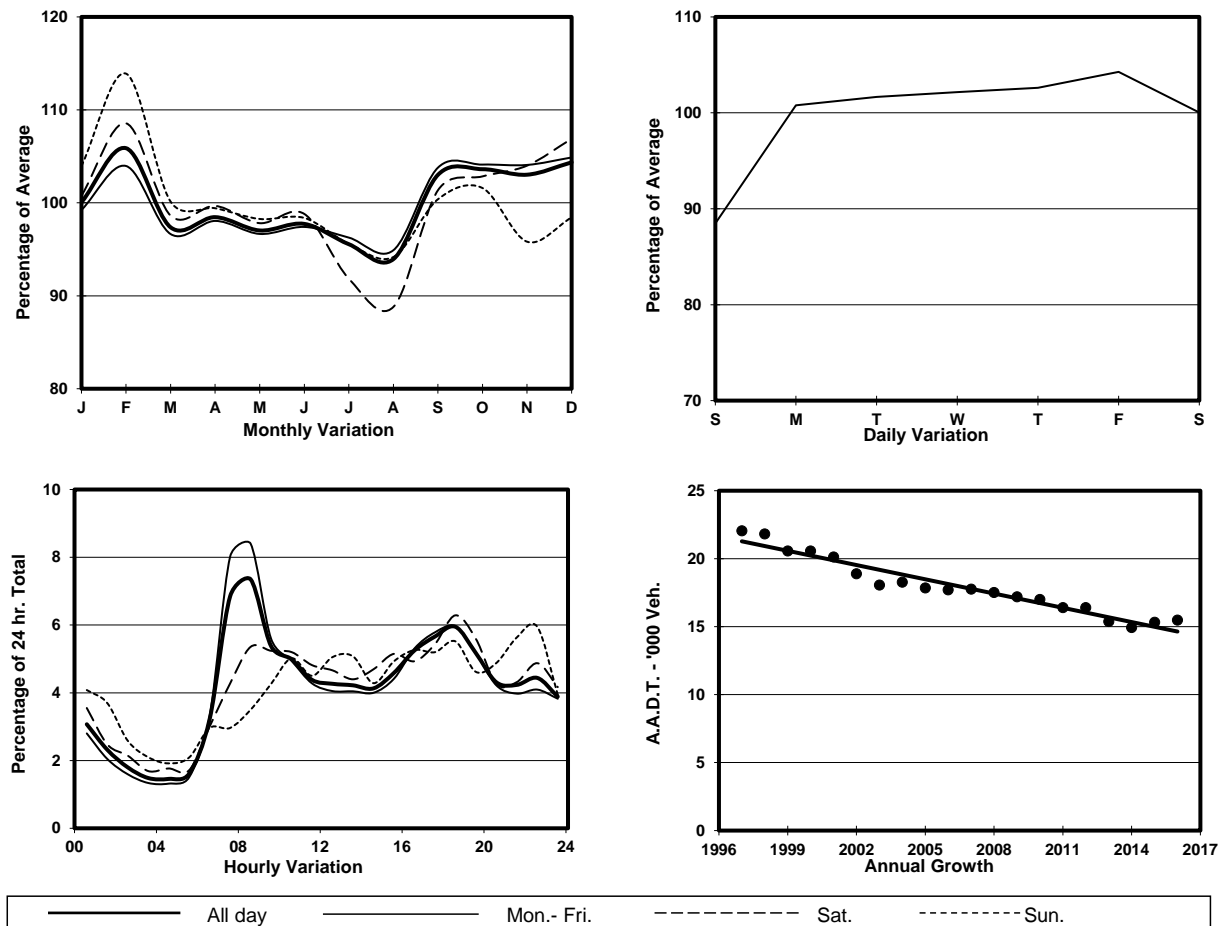 120
110
100
90
80
Percentage of Average
J F M A M J J A S O N D
Monthly Variation
110
100
90
80
70
Percentage of Average
S M T W T F S
Daily Variation
10
8
6
4
2
0
Percentage of 24 hr. Total
00 04 08 12 16 20 24
Hourly Variation
25
20
15
10
5
0
A.A.D.T. - '000 Veh.
1996 1999 2002 2005 2008 2011 2014 2017
Annual Growth
All day Mon.- Fri. Sat. Sun.